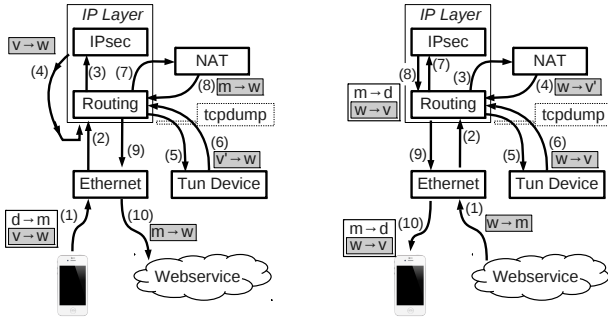 IP Layer
IPsec
v→w
(4)
(3)
(7)
NAT
(8)
m→w
Routing
tcpdump
(2)
(9)
(5)
(6)
v'→w
Ethernet
Tun Device
(1)
d→m
v→w
(10)
m→w
Webservice
IP Layer
IPsec
(8)
(7)
(3)
NAT
(4)
w→v'
m→d
w→v
Routing
tcpdump
(2)
(9)
(5)
(6)
w→v
Ethernet
Tun Device
(10)
(1)
w→m
m→d
w→v
Webservice